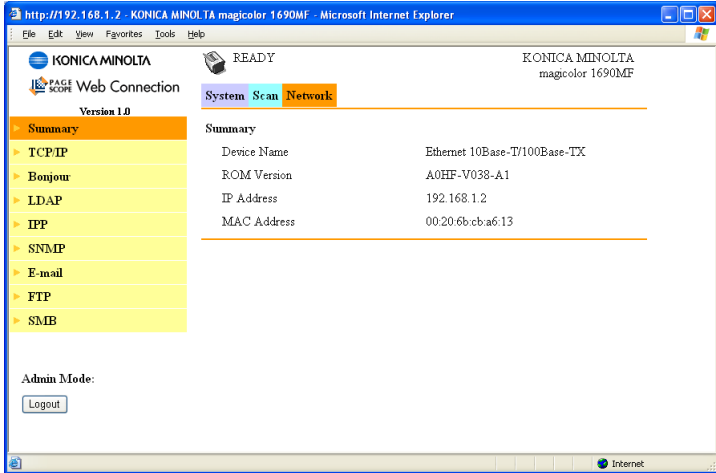 http://192.168.1.2 - KONICA MINOLTA magicolor 1690MF - Microsoft Internet Explorer
File Edit View Favorites Tools Help
KONICA MINOLTA
PAGE SCOPE Web Connection
Version 1.0
READY
KONICA MINOLTA
magicolor 1690MF
System Scan Network
Summary
TCP/IP
Bonjour
LDAP
IPP
SNMP
E-mail
FTP
SMB
Admin Mode:
Logout
Summary
Device Name Ethernet 10Base-T/100Base-TX
ROM Version A0HF-V038-A1
IP Address 192.168.1.2
MAC Address 00:20:6b:cb:a6:13
Internet